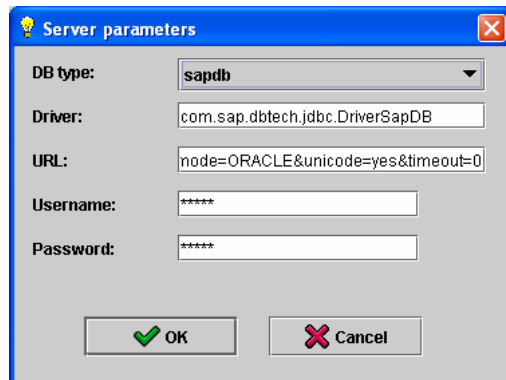 Server parameters
DB type: sapdb
Driver: com.sap.dbtech.jdbc.DriverSapDB
URL: node=ORACLE&unicode=yes&timeout=0
Username: *****
Password: *****
OK Cancel